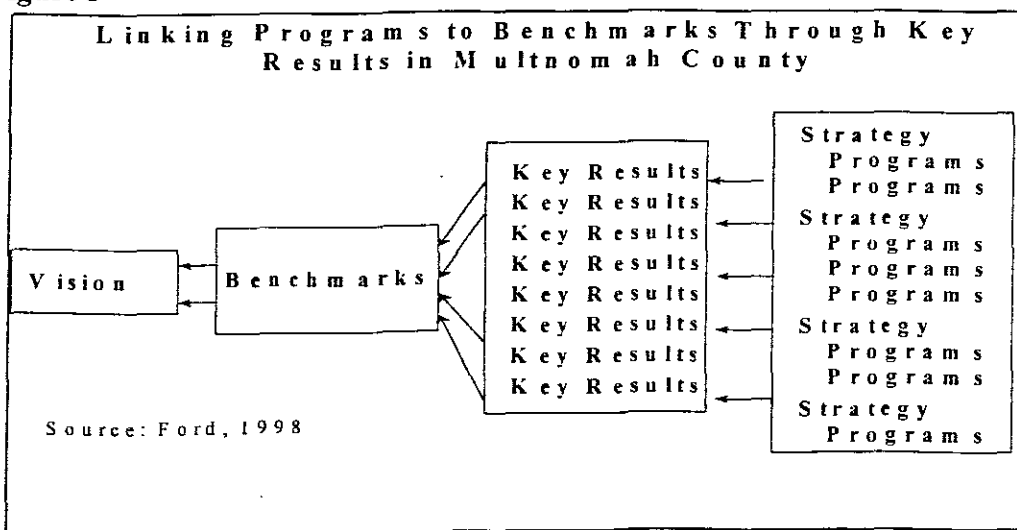 Linking Programs to Benchmarks Through Key
Results in Multnomah County
Vision
Benchmarks
Key Results
Key Results
Key Results
Key Results
Key Results
Key Results
Key Results
Key Results
Strategy
Programs
Programs
Strategy
Programs
Programs
Programs
Strategy
Programs
Programs
Strategy
Programs
Source: Ford, 1998